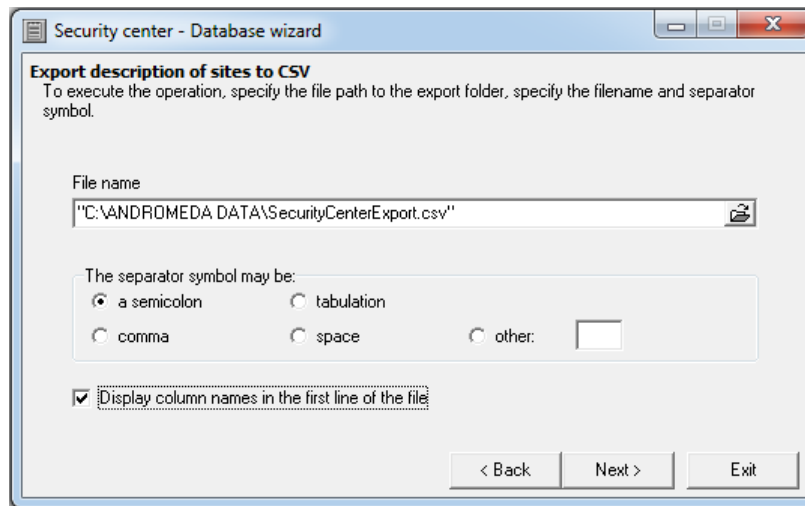 Security center - Database wizard
Export description of sites to CSV
To execute the operation, specify the file path to the export folder, specify the filename and separator
symbol.
File name
"C:\ANDROMEDA DATA\SecurityCenterExport.csv"
The separator symbol may be:
a semicolon tabulation
comma space other:
Display column names in the first line of the file
< Back Next > Exit